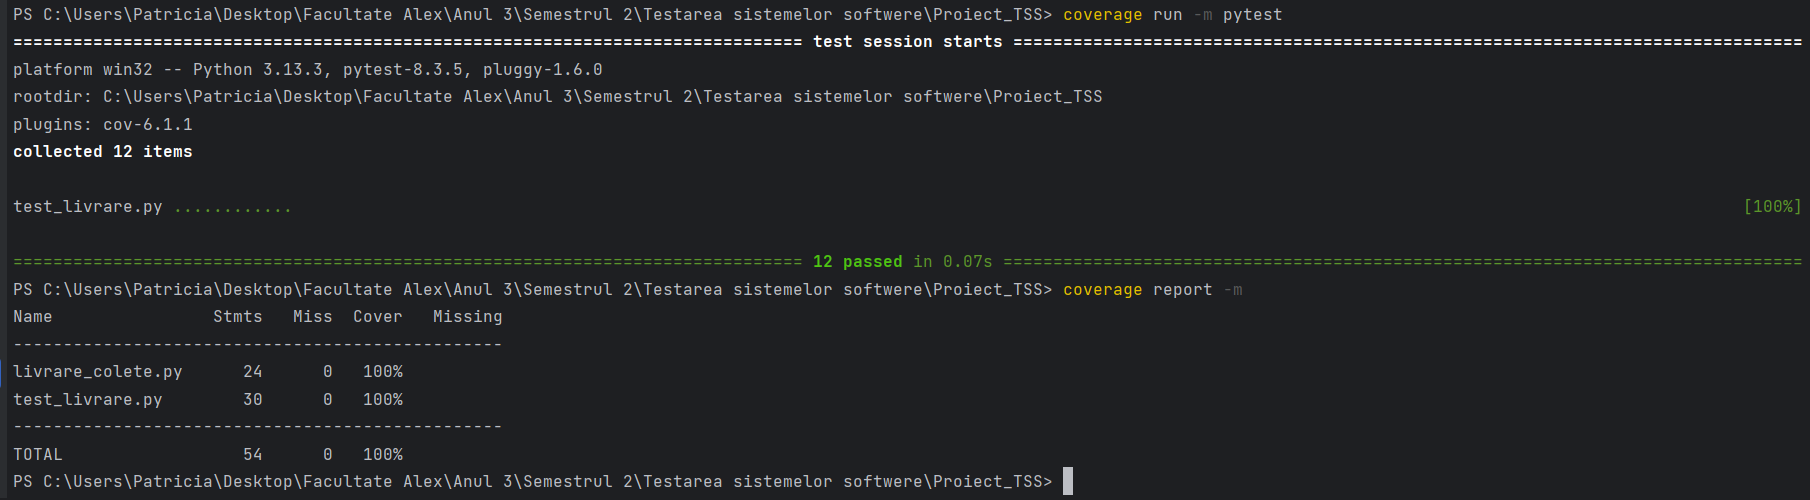 PS C:\Users\Patricia\Desktop\Facultate Alex\Anul 3\Semestrul 2\Testarea sistemelor softwere\Proiect_TSS> coverage run -m pytest
=============================================================================== test session starts ===============================================================================
platform win32 -- Python 3.13.3, pytest-8.3.5, pluggy-1.6.0
rootdir: C:\Users\Patricia\Desktop\Facultate Alex\Anul 3\Semestrul 2\Testarea sistemelor softwere\Proiect_TSS
plugins: cov-6.1.1
collected 12 items
test_livrare.py ............ [100%]
=============================================================================== 12 passed in 0.07s ================================================================================
PS C:\Users\Patricia\Desktop\Facultate Alex\Anul 3\Semestrul 2\Testarea sistemelor softwere\Proiect_TSS> coverage report -m
Name                Stmts   Miss  Cover   Missing
-------------------------------------------------
livrare_colete.py      24      0   100%
test_livrare.py        30      0   100%
-------------------------------------------------
TOTAL                  54      0   100%
PS C:\Users\Patricia\Desktop\Facultate Alex\Anul 3\Semestrul 2\Testarea sistemelor softwere\Proiect_TSS>